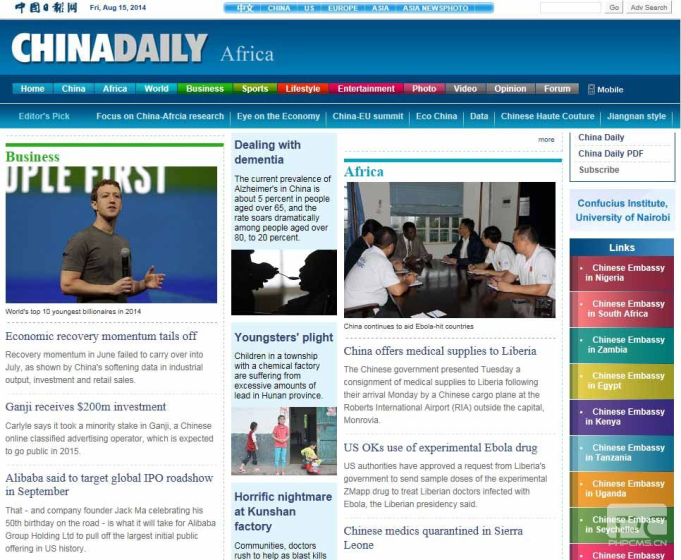 中国日报网
Fri, Aug 15, 2014
中文
CHINA
US
EUROPE
ASIA
ASIA NEWSPHOTO
Go
Adv Search
CHINADAILY Africa
Home
China
Africa
World
Business
Sports
Lifestyle
Entertainment
Photo
Video
Opinion
Forum
Mobile
Editor's Pick
Focus on China-Afrcia research
Eye on the Economy
China-EU summit
Eco China
Data
Chinese Haute Couture
Jiangnan style
Business
OPLE FIRST
World's top 10 youngest billionaires in 2014
Economic recovery momentum tails off
Recovery momentum in June failed to carry over into
July, as shown by China's softening data in industrial
output, investment and retail sales.
Ganji receives $200m investment
Carlyle says it took a minority stake in Ganji, a Chinese
online classified advertising operator, which is expected
to go public in 2015.
Alibaba said to target global IPO roadshow
in September
That - and company founder Jack Ma celebrating his
50th birthday on the road - is what it will take for Alibaba
Group Holding Ltd to pull off the largest initial public
offering in US history.
Dealing with
dementia
The current prevalence of
Alzheimer's in China is
about 5 percent in people
aged over 65, and the
rate soars dramatically
among people aged over
80, to 20 percent.
Youngsters' plight
Children in a township
with a chemical factory
are suffering from
excessive amounts of
lead in Hunan province.
Horrific nightmare
at Kunshan
factory
Communities, doctors
rush to help as blast kills
more
Africa
China continues to aid Ebola-hit countries
China offers medical supplies to Liberia
The Chinese government presented Tuesday a
consignment of medical supplies to Liberia following
their arrival Monday by a Chinese cargo plane at the
Roberts International Airport (RIA) outside the capital,
Monrovia.
US OKs use of experimental Ebola drug
US authorities have approved a request from Liberia's
government to send sample doses of the experimental
ZMapp drug to treat Liberian doctors infected with
Ebola, the Liberian presidency said.
Chinese medics quarantined in Sierra
Leone
China Daily
China Daily PDF
Subscribe
Confucius Institute,
University of Nairobi
Links
Chinese Embassy
in Nigeria
Chinese Embassy
in South Africa
Chinese Embassy
in Zambia
Chinese Embassy
in Egypt
Chinese Embassy
in Kenya
Chinese Embassy
in Tanzania
Chinese Embassy
in Uganda
Chinese Embassy
in Seychelles
Chinese Embassy
PHPCMS.CN